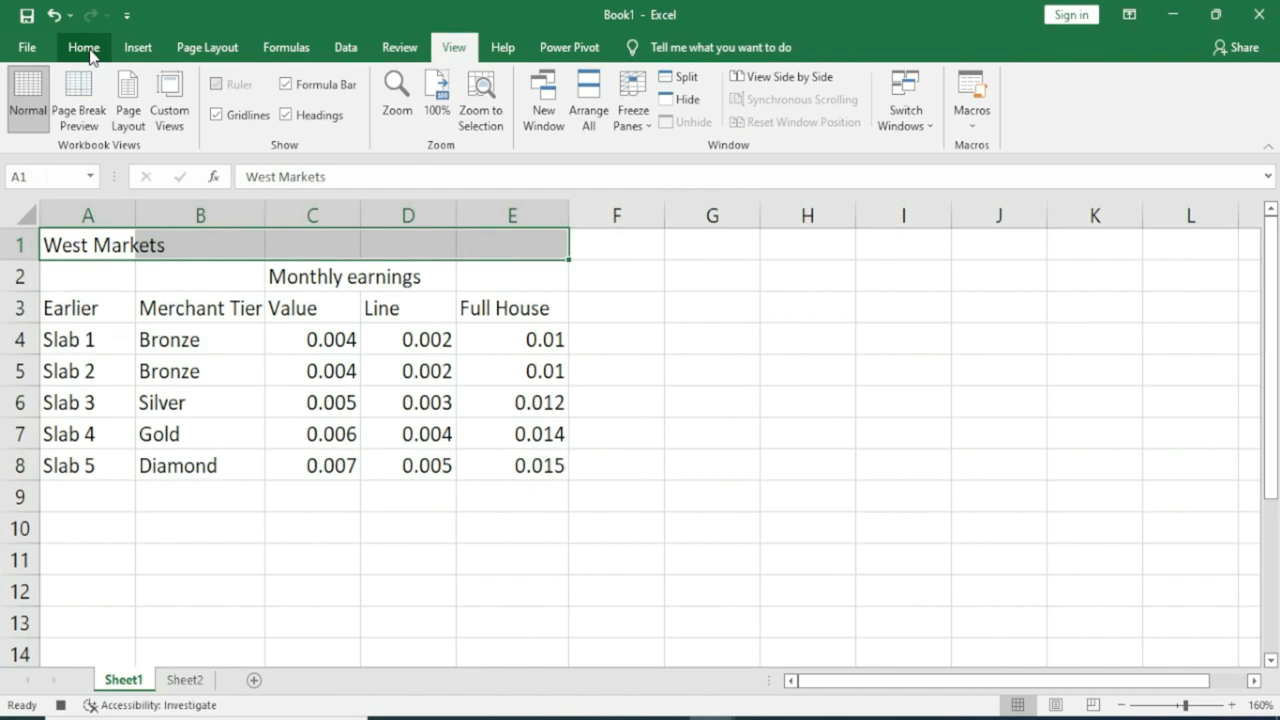 Book1 - Excel
Sign in
File Home Insert Page Layout Formulas Data Review View Help Power Pivot Tell me what you want to do Share
Normal
Page Break Preview
Page Layout
Custom Views
Workbook Views
Ruler Formula Bar
Gridlines Headings
Show
Zoom
100%
Zoom to Selection
Zoom
New Window
Arrange All
Freeze Panes
Split
Hide
Unhide
View Side by Side
Synchronous Scrolling
Reset Window Position
Switch Windows
Window
Macros
Macros
A1 fx West Markets
A B C D E F G H I J K L
1 West Markets
2 Monthly earnings
3 Earlier Merchant Tier Value Line Full House
4 Slab 1 Bronze 0.004 0.002 0.01
5 Slab 2 Bronze 0.004 0.002 0.01
6 Slab 3 Silver 0.005 0.003 0.012
7 Slab 4 Gold 0.006 0.004 0.014
8 Slab 5 Diamond 0.007 0.005 0.015
9
10
11
12
13
14
Sheet1 Sheet2
Ready Accessibility: Investigate 160%